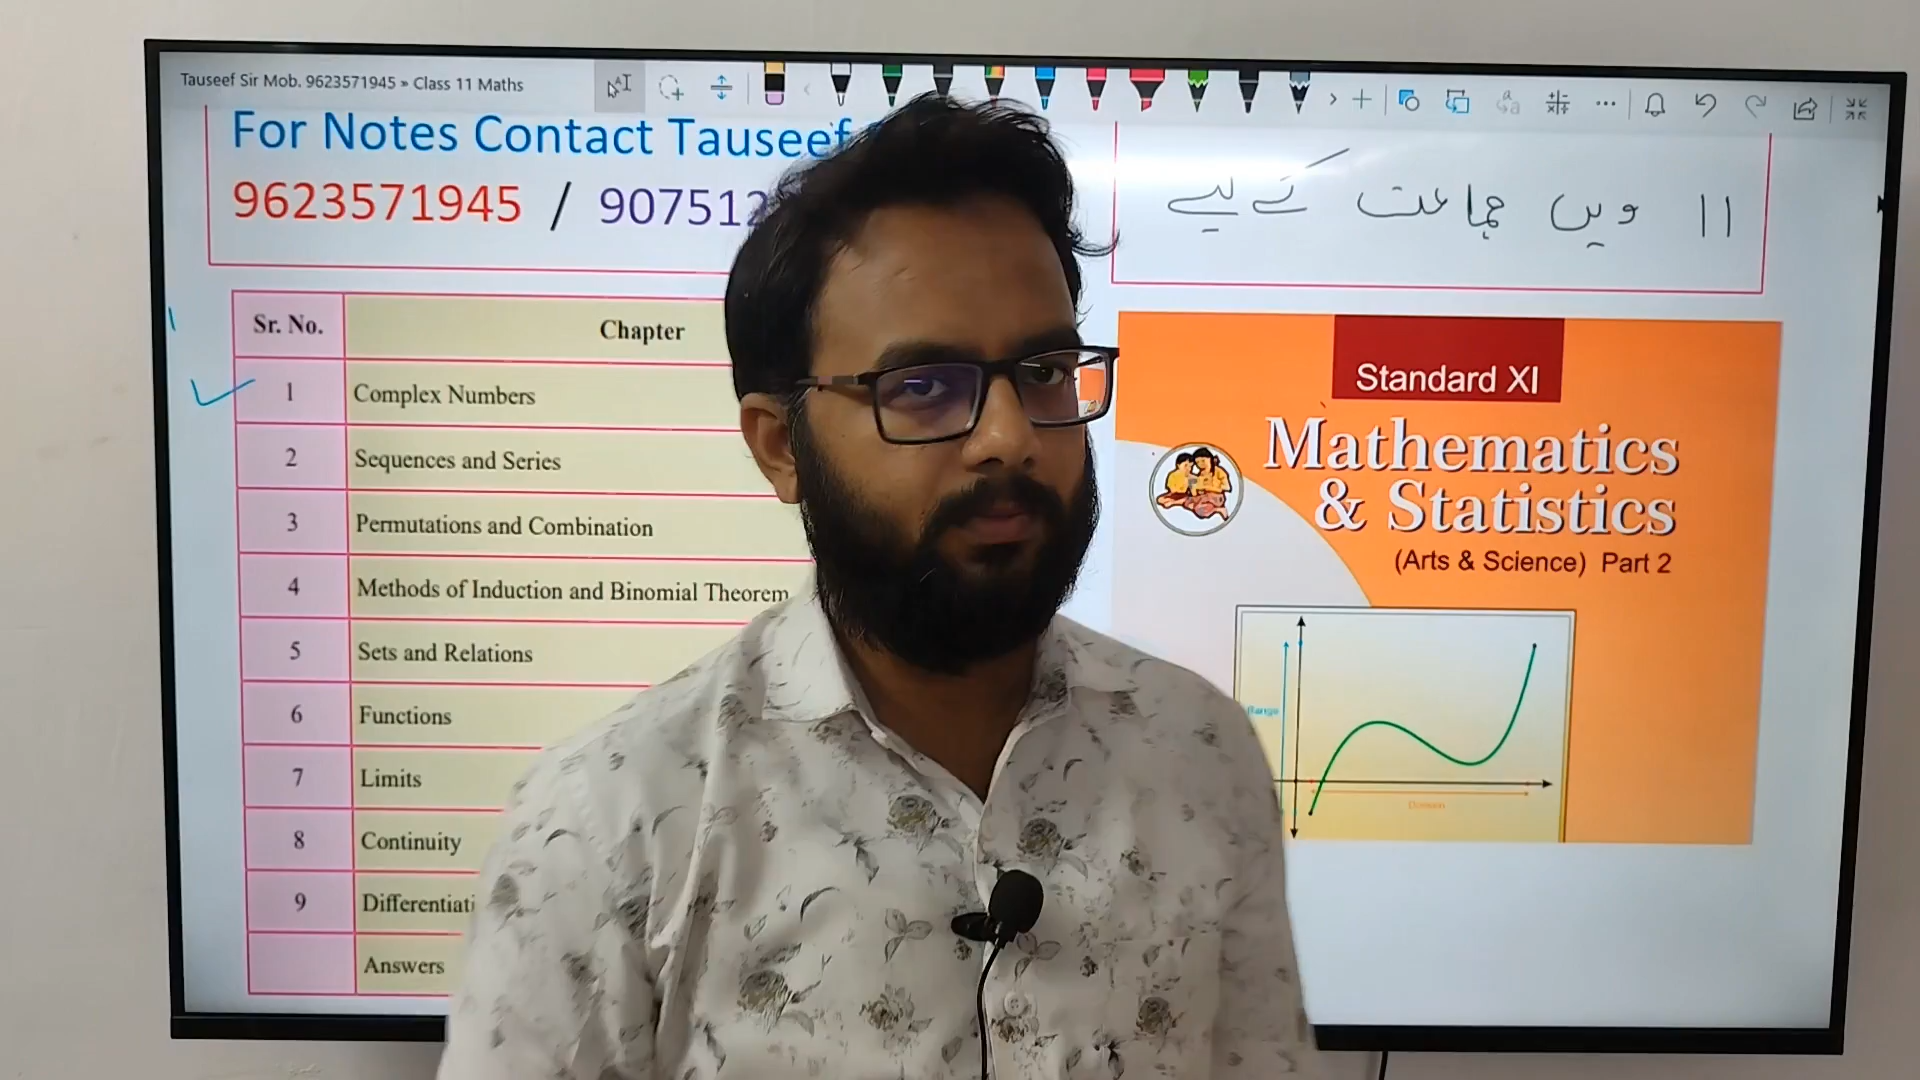 Tauseef Sir Mob. 9623571945 » Class 11 Maths
For Notes Contact Tauseef
9623571945 / 907512
۱۱ ویں جماعت کے لیے
Sr. No. Chapter
1 Complex Numbers
2 Sequences and Series
3 Permutations and Combination
4 Methods of Induction and Binomial Theorem
5 Sets and Relations
6 Functions
7 Limits
8 Continuity
9 Differentiati
Answers
Standard XI
Mathematics
& Statistics
(Arts & Science) Part 2
Range
Domain